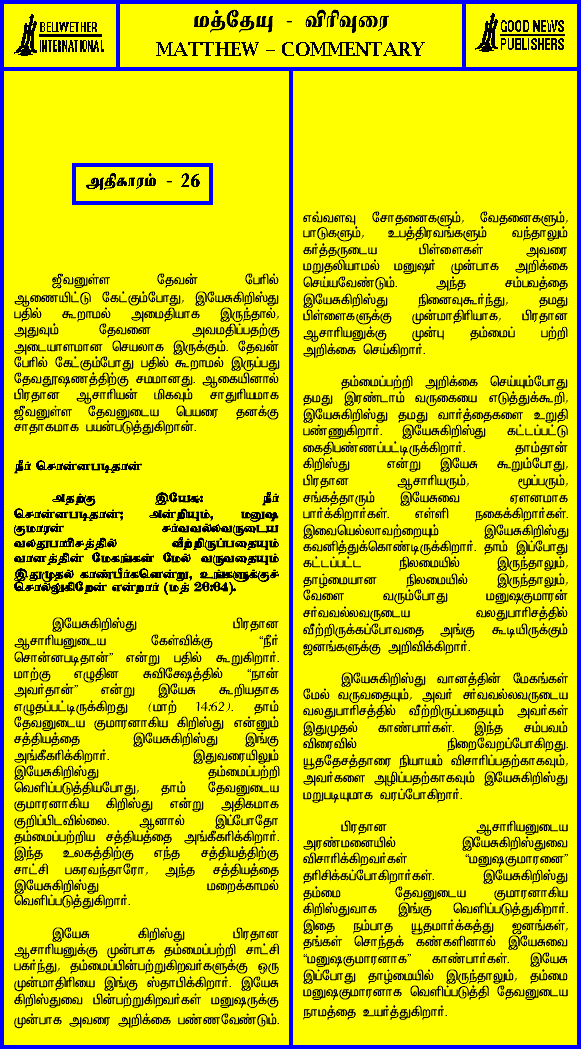 BELIWETHER
INTERNATIONAL
மத்தேயு - விரிவுரை
MATTHEW – COMMENTARY
GOOD NEWS
PUBLISHERS
அதிகாரம் - 26
ஜீவனுள்ள தேவன் பேரில்
ஆணையிட்டு கேட்கும்போது, இயேசுகிறிஸ்து
பதில் கூறாமல் அமைதியாக இருந்தால்,
அதுவும் தேவனை அவமதிப்பதற்கு
அடையாளமான செயலாக இருக்கும். தேவன்
பேரில் கேட்கும்போது பதில் கூறாமல் இருப்பது
தேவதூஷணத்திற்கு சமமானது. ஆகையினால்
பிரதான ஆசாரியன் மிகவும் சாதுரியமாக
ஜீவனுள்ள தேவனுடைய பெயரை தனக்கு
சாதாகமாக பயன்படுத்துகிறான்.
நீர் சொன்னபடிதான்
அதற்கு இயேசு: நீர்
சொன்னபடிதான்; அன்றியும், மனுஷ
குமாரன் சர்வவல்லவருடைய
வலதுபாரிசத்தில் வீற்றிருப்பதையும்
வானத்தின் மேகங்கள் மேல் வருவதையும்
இதுமுதல் காண்பீர்களென்று, உங்களுக்குச்
சொல்லுகிறேன் என்றார் (மத் 26:64).
இயேசுகிறிஸ்து பிரதான
ஆசாரியனுடைய கேள்விக்கு “நீர்
சொன்னபடிதான்” என்று பதில் கூறுகிறார்.
மாற்கு எழுதின சுவிசேஷத்தில் “நான்
அவர்தான்” என்று இயேசு கூறியதாக
எழுதப்பட்டிருக்கிறது (மாற் 14:62). தாம்
தேவனுடைய குமாரனாகிய கிறிஸ்து என்னும்
சத்தியத்தை இயேசுகிறிஸ்து இங்கு
அங்கீகரிக்கிறார். இதுவரையிலும்
இயேசுகிறிஸ்து தம்மைப்பற்றி
வெளிப்படுத்தியபோது, தாம் தேவனுடைய
குமாரனாகிய கிறிஸ்து என்று அதிகமாக
குறிப்பிடவில்லை. ஆனால் இப்போதோ
தம்மைப்பற்றிய சத்தியத்தை அங்கீகரிக்கிறார்.
இந்த உலகத்திற்கு எந்த சத்தியத்திற்கு
சாட்சி பகரவந்தாரோ, அந்த சத்தியத்தை
இயேசுகிறிஸ்து மறைக்காமல்
வெளிப்படுத்துகிறார்.
இயேசு கிறிஸ்து பிரதான
ஆசாரியனுக்கு முன்பாக தம்மைப்பற்றி சாட்சி
பகர்ந்து, தம்மைப்பின்பற்றுகிறவர்களுக்கு ஒரு
முன்மாதிரியை இங்கு ஸ்தாபிக்கிறார். இயேசு
கிறிஸ்துவை பின்பற்றுகிறவர்கள் மனுஷருக்கு
முன்பாக அவரை அறிக்கை பண்ணவேண்டும்.
எவ்வளவு சோதனைகளும், வேதனைகளும்,
பாடுகளும், உபத்திரவங்களும் வந்தாலும்
கர்த்தருடைய பிள்ளைகள் அவரை
மறுதலியாமல் மனுஷர் முன்பாக அறிக்கை
செய்யவேண்டும். அந்த சம்பவத்தை
இயேசுகிறிஸ்து நினைவுகூர்ந்து, தமது
பிள்ளைகளுக்கு முன்மாதிரியாக, பிரதான
ஆசாரியனுக்கு முன்பு தம்மைப் பற்றி
அறிக்கை செய்கிறார்.
தம்மைப்பற்றி அறிக்கை செய்யும்போது
தமது இரண்டாம் வருகையை எடுத்துக்கூறி,
இயேசுகிறிஸ்து தமது வார்த்தைகளை உறுதி
பண்ணுகிறார். இயேசுகிறிஸ்து கட்டப்பட்டு
கைதிபண்ணப்பட்டிருக்கிறார். தாம்தான்
கிறிஸ்து என்று இயேசு கூறும்போது,
பிரதான ஆசாரியரும், மூப்பரும்,
சங்கத்தாரும் இயேசுவை ஏளனமாக
பார்க்கிறார்கள். எள்ளி நகைக்கிறார்கள்.
இவையெல்லாவற்றையும் இயேசுகிறிஸ்து
கவனித்துக்கொண்டிருக்கிறார். தாம் இப்போது
கட்டப்பட்ட நிலமையில் இருந்தாலும்,
தாழ்மையான நிலமையில் இருந்தாலும்,
வேளை வரும்போது மனுஷகுமாரன்
சர்வவல்லவருடைய வலதுபாரிசத்தில்
வீற்றிருக்கப்போவதை அங்கு கூடியிருக்கும்
ஜனங்களுக்கு அறிவிக்கிறார்.
இயேசுகிறிஸ்து வானத்தின் மேகங்கள்
மேல் வருவதையும், அவர் சர்வவல்லவருடைய
வலதுபாரிசத்தில் வீற்றிருப்பதையும் அவர்கள்
இதுமுதல் காண்பார்கள். இந்த சம்பவம்
விரைவில் நிறைவேறப்போகிறது.
யூததேசத்தாரை நியாயம் விசாரிப்பதற்காகவும்,
அவர்களை அழிப்பதற்காகவும் இயேசுகிறிஸ்து
மறுபடியுமாக வரப்போகிறார்.
பிரதான ஆசாரியனுடைய
அரண்மனையில் இயேசுகிறிஸ்துவை
விசாரிக்கிறவர்கள் “மனுஷகுமாரனை”
தரிசிக்கப்போகிறார்கள். இயேசுகிறிஸ்து
தம்மை தேவனுடைய குமாரனாகிய
கிறிஸ்துவாக இங்கு வெளிப்படுத்துகிறார்.
இதை நம்பாத யூதமார்க்கத்து ஜனங்கள்,
தங்கள் சொந்தக் கண்களினால் இயேசுவை
“மனுஷகுமாரனாக” காண்பார்கள். இயேசு
இப்போது தாழ்மையில் இருந்தாலும், தம்மை
மனுஷகுமாரனாக வெளிப்படுத்தி தேவனுடைய
நாமத்தை உயர்த்துகிறார்.